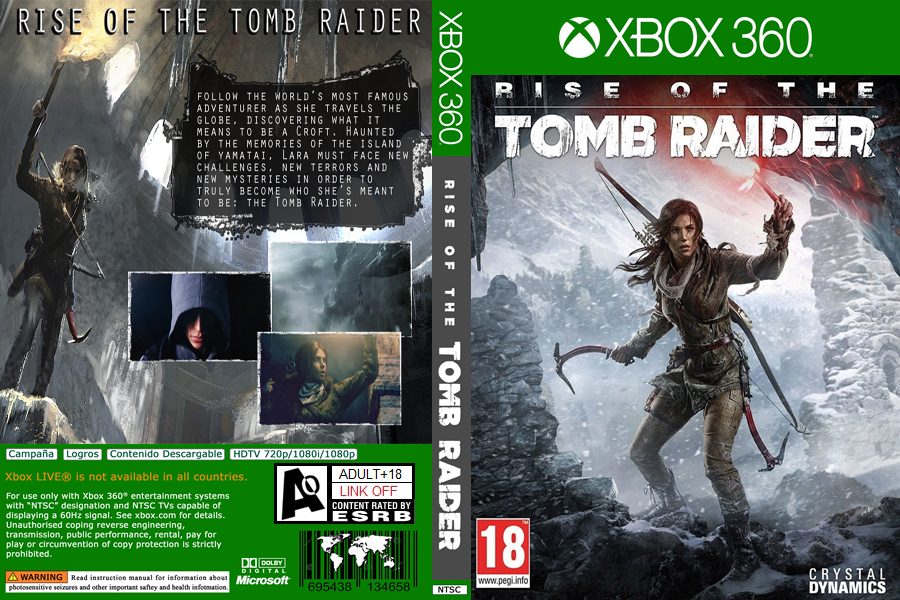 RISE OF THE TOMB RAIDER
FOLLOW THE WORLD'S MOST FAMOUS
ADVENTURER AS SHE TRAVELS THE
GLOBE, DISCOVERING WHAT IT
MEANS TO BE A CROFT. HAUNTED
BY THE MEMORIES OF THE ISLAND
OF YAMATAI, LARA MUST FACE NEW
CHALLENGES, NEW TERRORS AND
NEW MYSTERIES IN ORDER TO
TRULY BECOME WHO SHE'S MEANT
TO BE: THE TOMB RAIDER.
Campaña Logros Contenido Descargable HDTV 720p/1080i/1080p
Xbox LIVE® is not available in all countries.
For use only with Xbox 360® entertainment systems
with "NTSC" designation and NTSC TVs capable of
displaying a 60Hz signal. See xbox.com for details.
Unauthorised coping reverse engineering,
transmission, public performance, rental, pay for
play or circumvention of copy protection is strictly
prohibited.
WARNING Read instruction manual for information about
photosensitive seizures and other important saftey and health infotmation.
AO
ADULT+18
LINK OFF
CONTENT RATED BY
ESRB
DOLBY
DIGITAL
Microsoft®
695438 134658
XBOX 360
RISE OF THE TOMB RAIDER
NTSC
XBOX 360®
RISE OF THE
TOMB RAIDER™
18™
www.pegi.info
CRYSTAL
DYNAMICS